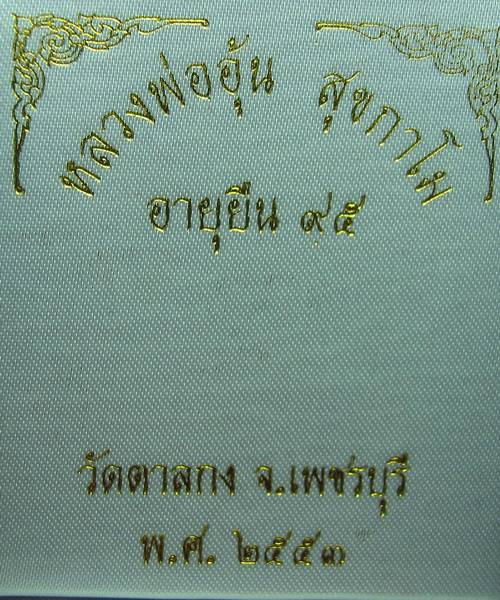 หลวงพ่ออุ้น สุขกาโม
อายุยืน ๙๕
วัดตาลกง จ.เพชรบุรี
พ.ศ. ๒๕๕๓